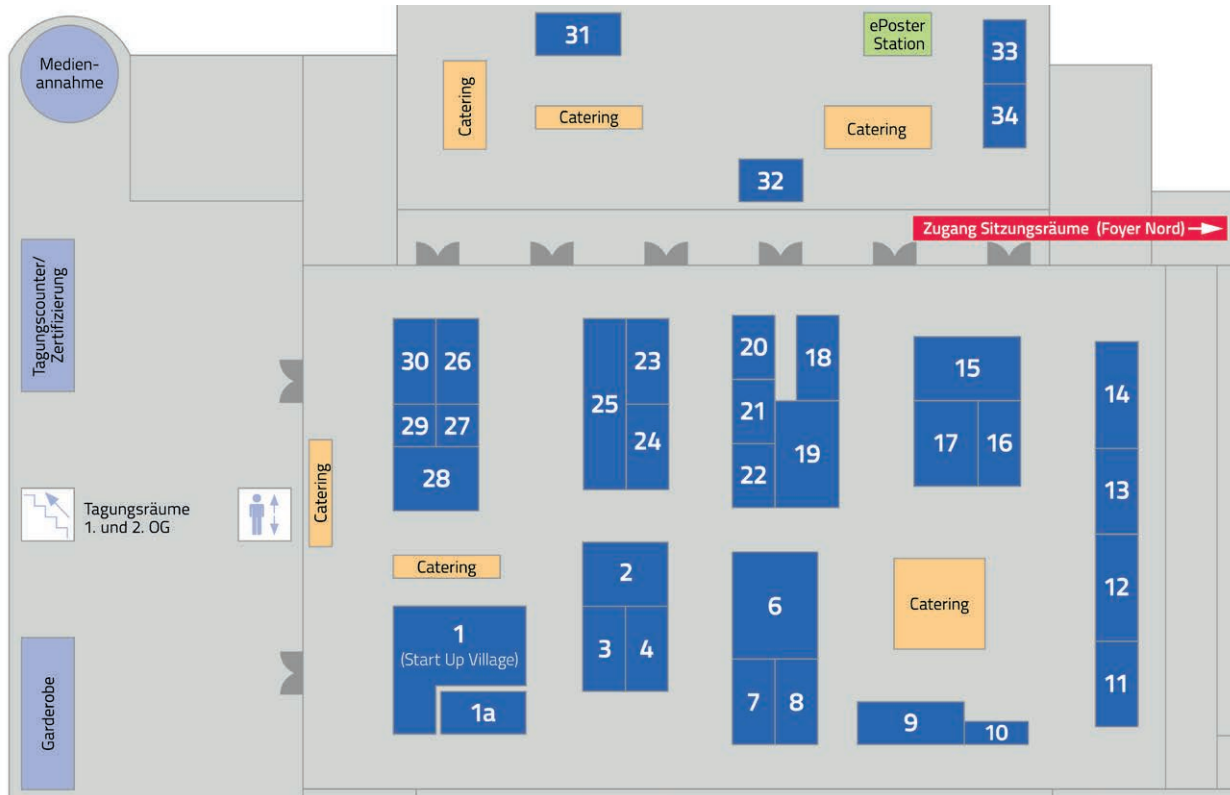 Medien-
annahme
31
ePoster
Station
33
Catering
Catering
Catering
34
32
Zugang Sitzungsräume (Foyer Nord)
Tagungscounter/
Zertifizierung
30
26
29
27
28
25
23
24
20
18
21
19
22
15
17
16
14
13
12
11
Catering
Tagungsräume
1. und 2. OG
Catering
2
3
4
6
7
8
Catering
1
(Start Up Village)
1a
9
10
Garderobe